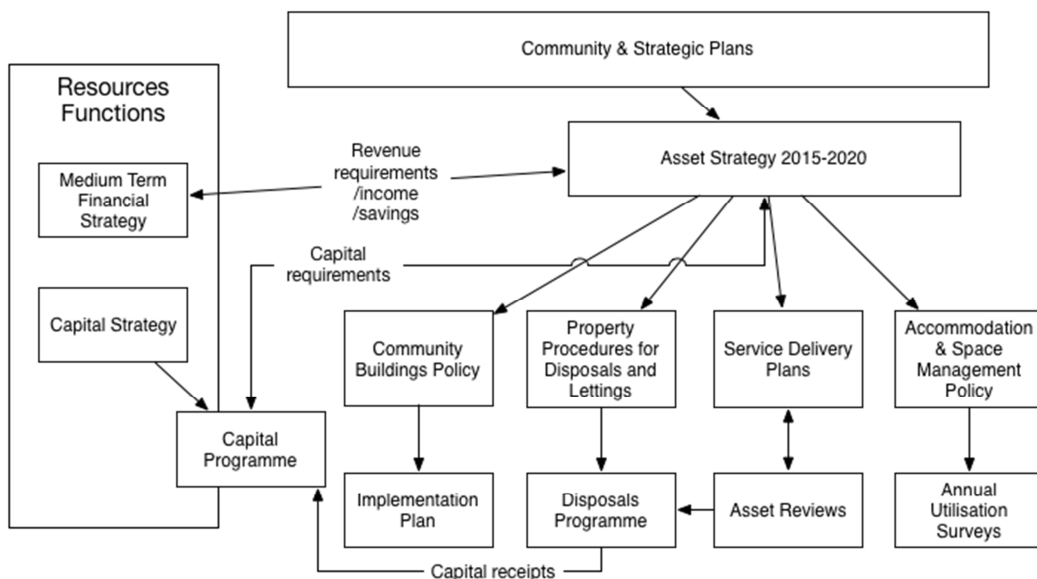 Community & Strategic Plans
Resources
Functions
Asset Strategy 2015-2020
Revenue
requirements
/income
/savings
Medium Term
Financial
Strategy
Capital
requirements
Capital Strategy
Community
Buildings Policy
Property
Procedures for
Disposals and
Lettings
Service Delivery
Plans
Accommodation
& Space
Management
Policy
Capital
Programme
Implementation
Plan
Disposals
Programme
Asset Reviews
Annual
Utilisation
Surveys
Capital receipts